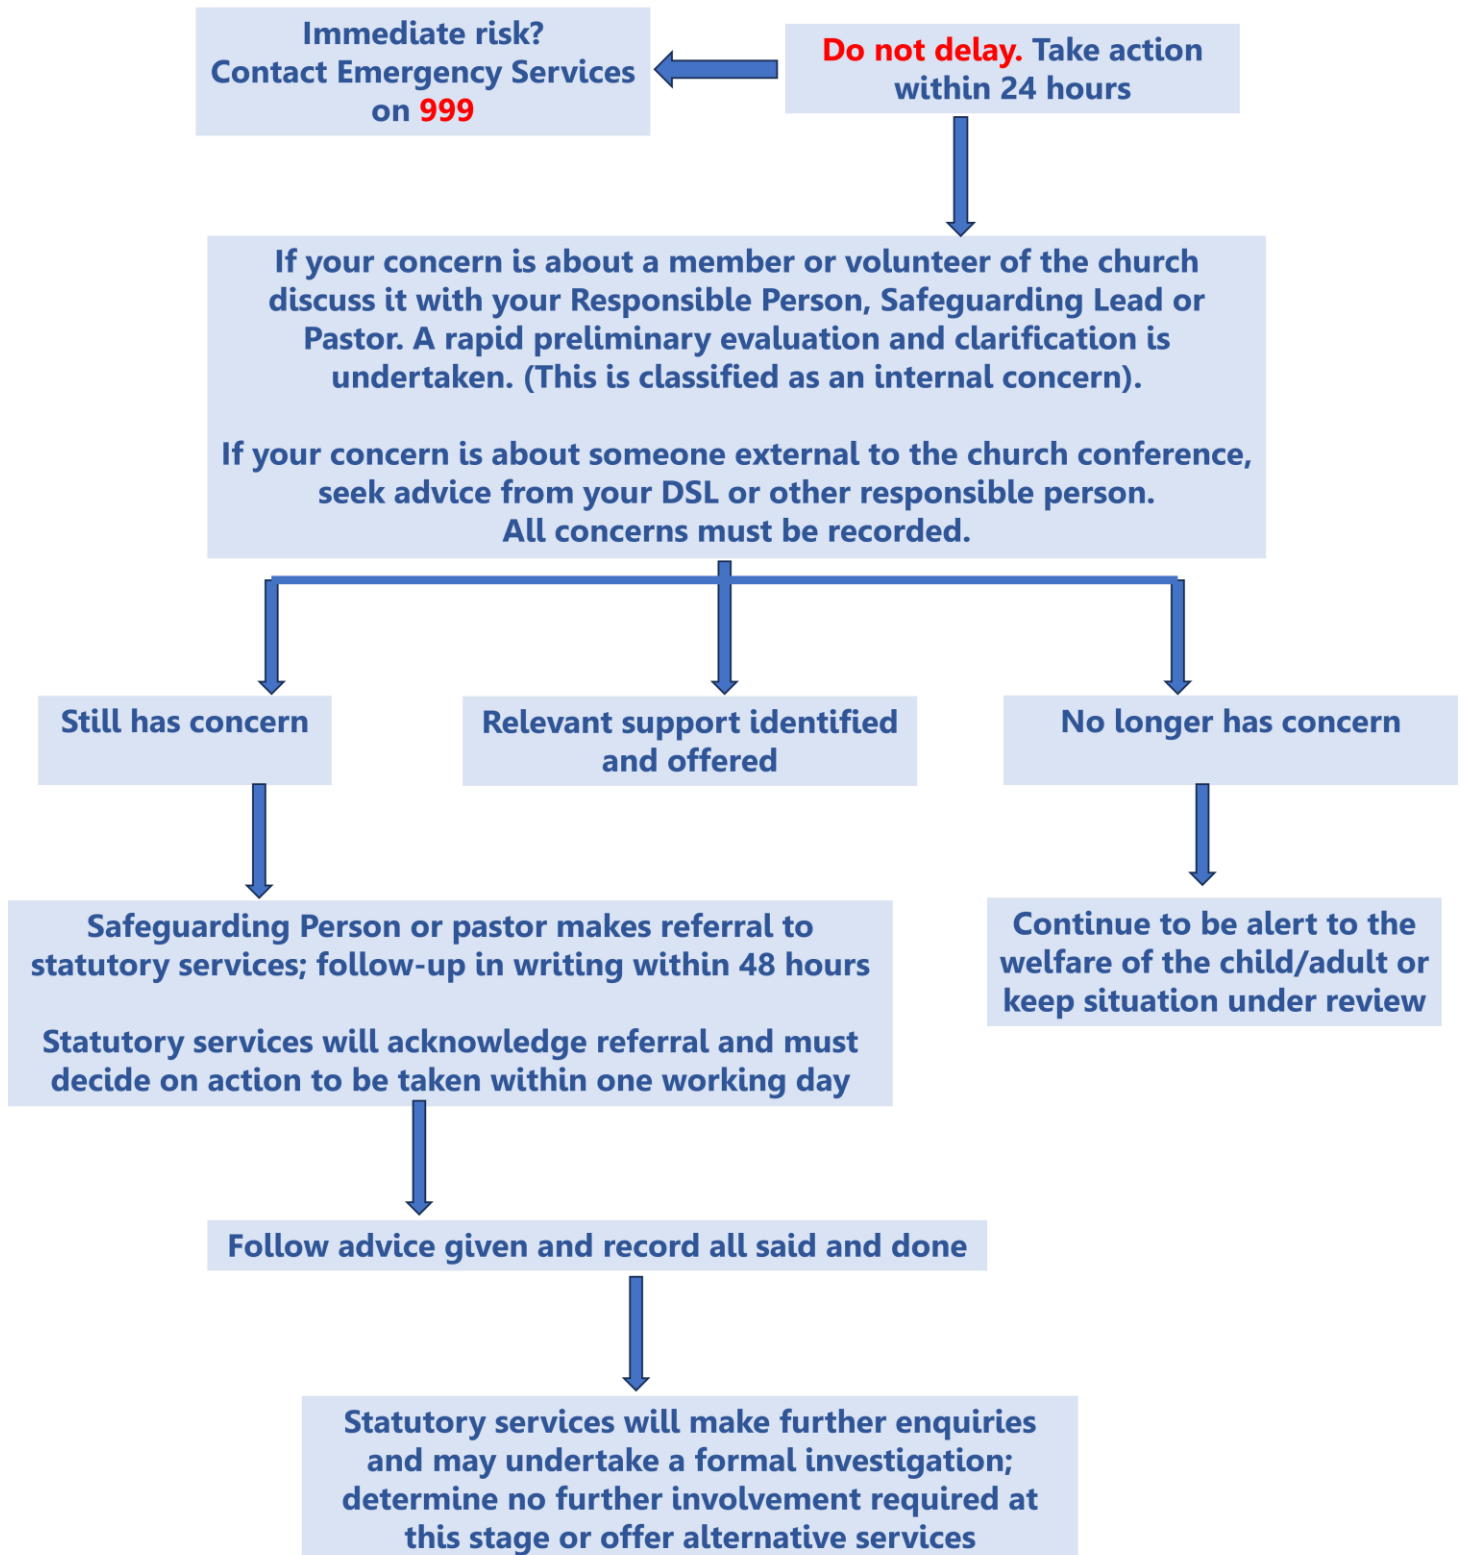 Immediate risk?
Contact Emergency Services
on 999
Do not delay. Take action
within 24 hours
If your concern is about a member or volunteer of the church
discuss it with your Responsible Person, Safeguarding Lead or
Pastor. A rapid preliminary evaluation and clarification is
undertaken. (This is classified as an internal concern).
If your concern is about someone external to the church conference,
seek advice from your DSL or other responsible person.
All concerns must be recorded.
Still has concern
Relevant support identified
and offered
No longer has concern
Safeguarding Person or pastor makes referral to
statutory services; follow-up in writing within 48 hours
Statutory services will acknowledge referral and must
decide on action to be taken within one working day
Continue to be alert to the
welfare of the child/adult or
keep situation under review
Follow advice given and record all said and done
Statutory services will make further enquiries
and may undertake a formal investigation;
determine no further involvement required at
this stage or offer alternative services